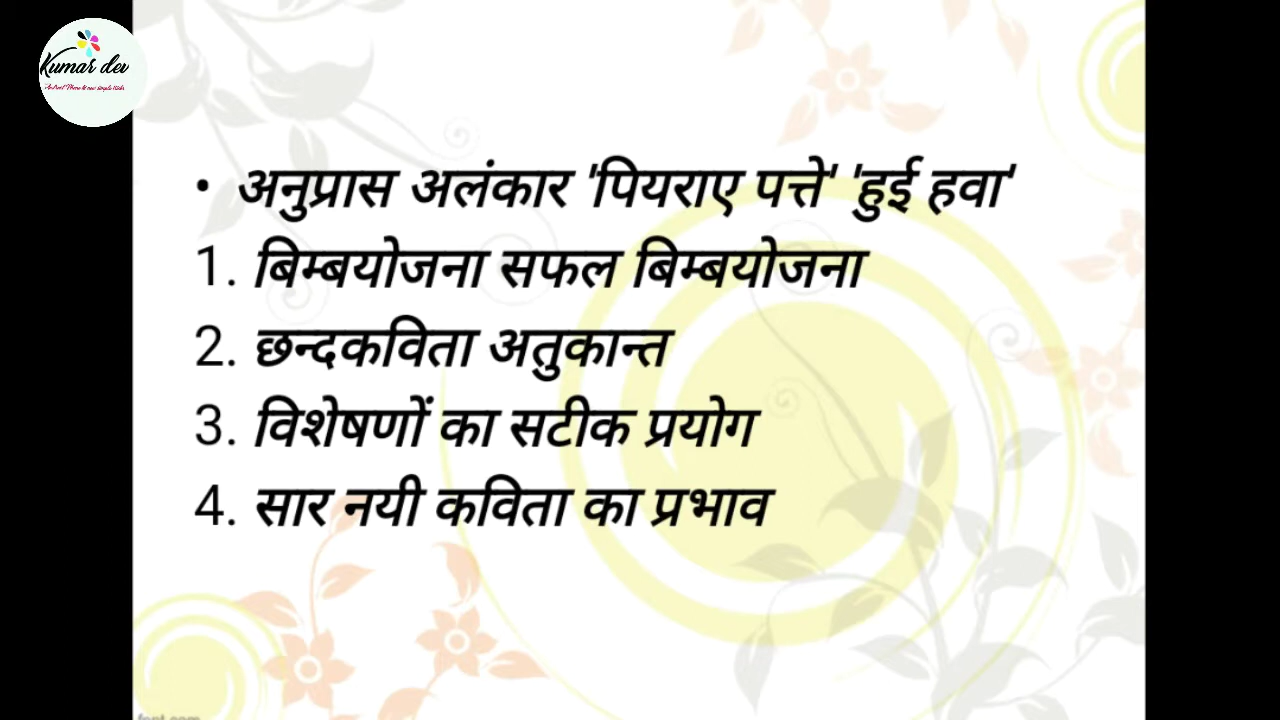 Kumar dev
• अनुप्रास अलंकार 'पियराए पत्ते' 'हुई हवा'
1. बिम्बयोजना सफल बिम्बयोजना
2. छन्दकविता अतुकान्त
3. विशेषणों का सटीक प्रयोग
4. सार नयी कविता का प्रभाव